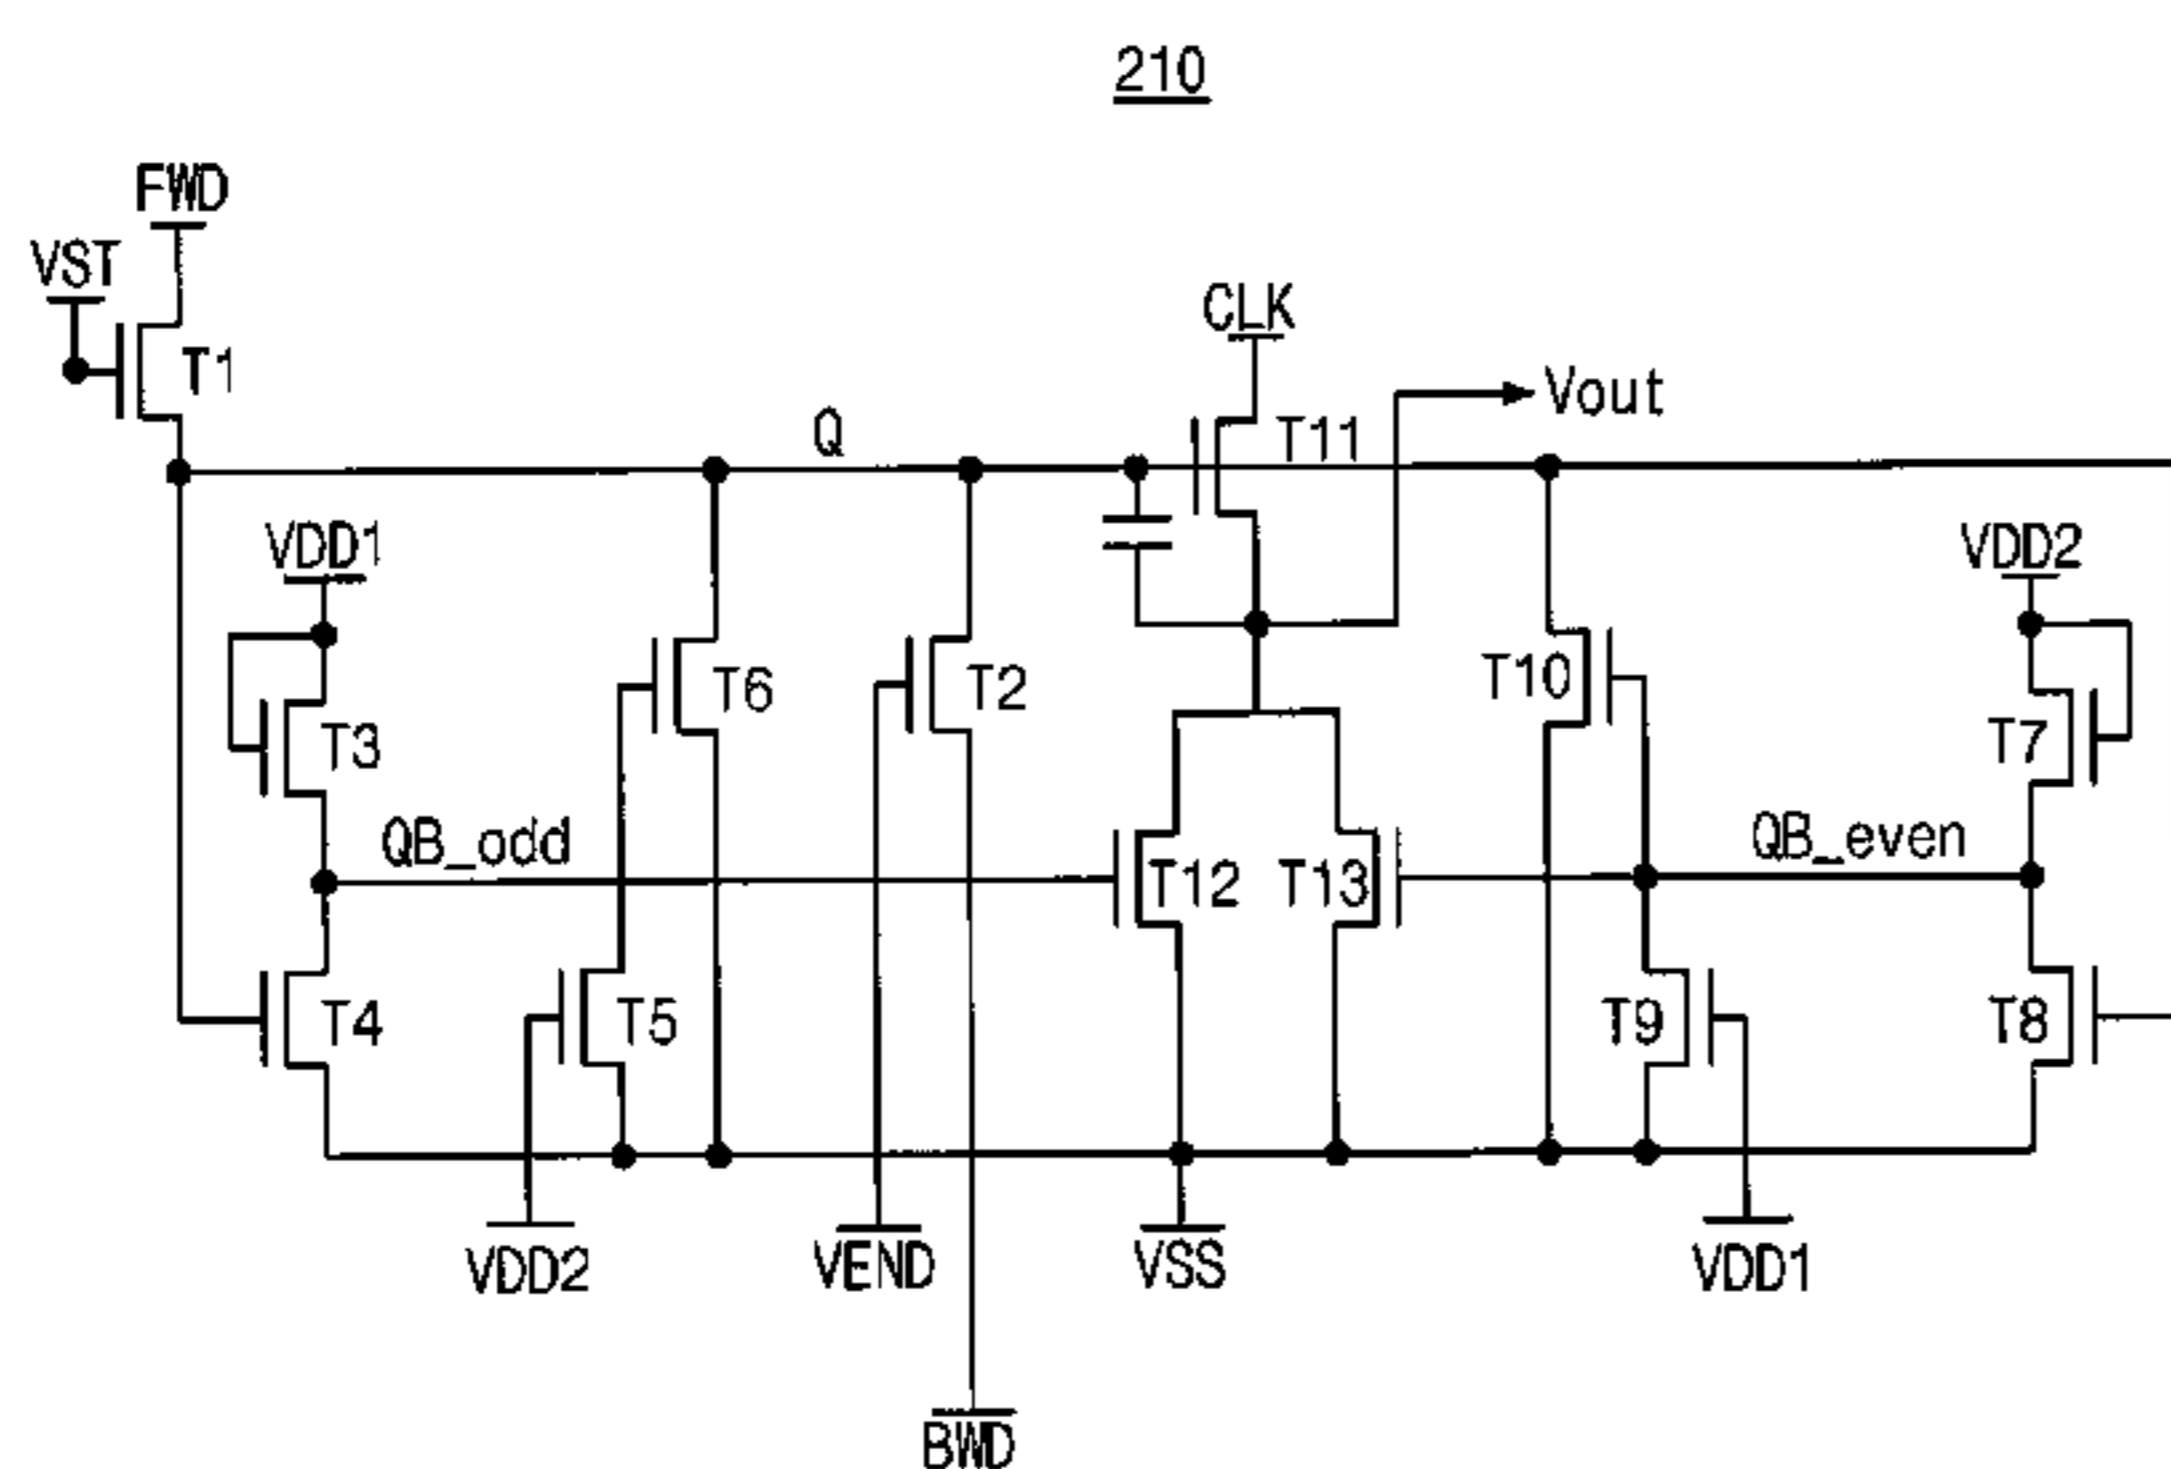 210
FWD
VST
T1
CLK
Vout
Q
T11
VDD1
VDD2
T6
T2
T10
T3
T7
QB_odd
QB_even
T12
T13
T4
T5
T9
T8
VDD2
VEND
VSS
VDD1
BWD